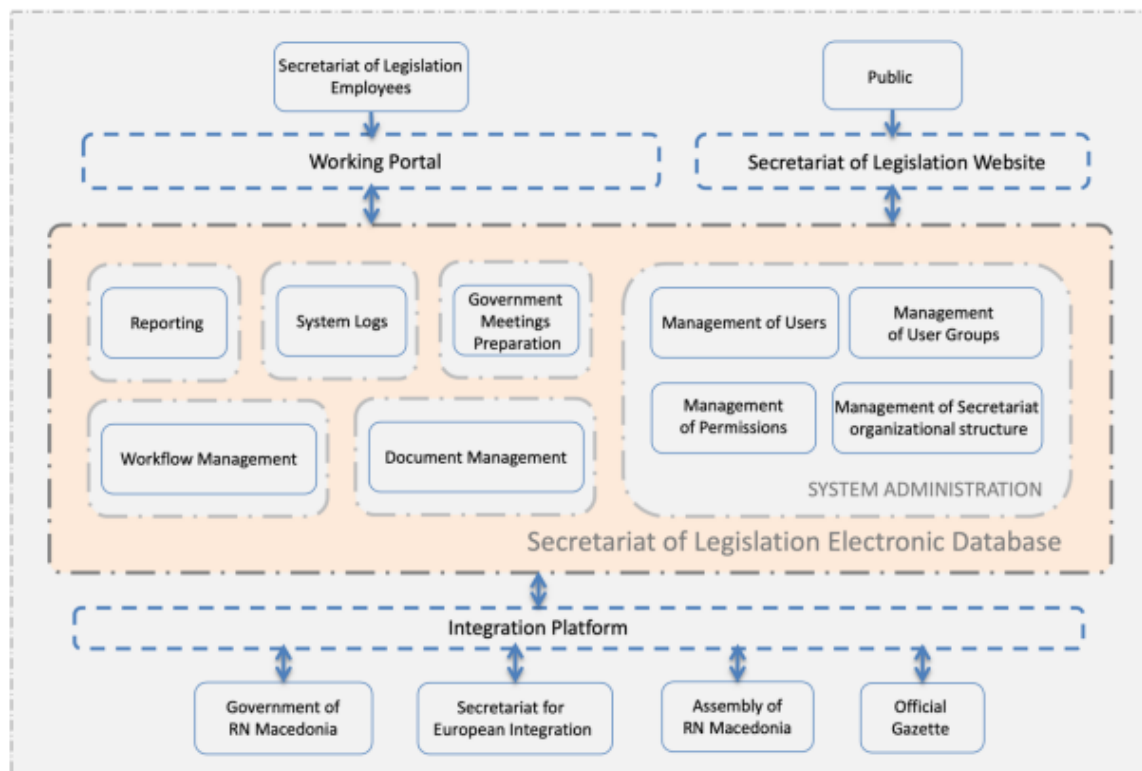 Secretariat of Legislation
Employees
Public
Working Portal
Secretariat of Legislation Website
Reporting
System Logs
Government
Meetings
Preparation
Management of Users
Management
of User Groups
Workflow Management
Document Management
Management
of Permissions
Management of Secretariat
organizational structure
SYSTEM ADMINISTRATION
Secretariat of Legislation Electronic Database
Integration Platform
Government of
RN Macedonia
Secretariat for
European Integration
Assembly of
RN Macedonia
Official
Gazette